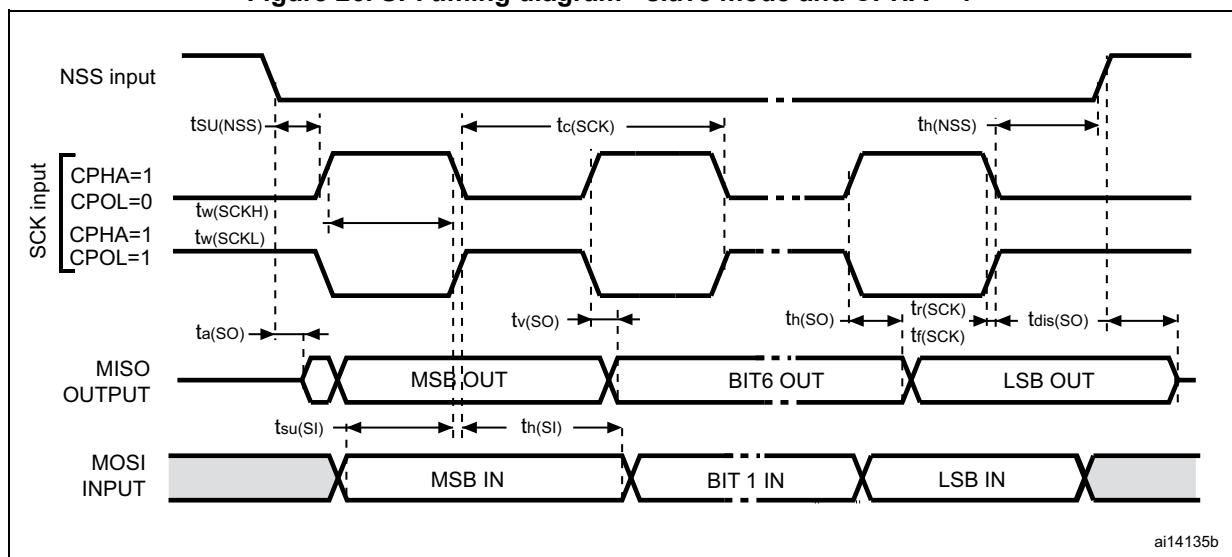 NSS input
tSU(NSS)
tc(SCK)
th(NSS)
SCK input
CPHA=1
CPOL=0
tw(SCKH)
CPHA=1
tw(SCKL)
CPOL=1
ta(SO)
tv(SO)
th(SO)
tr(SCK)
tf(SCK)
tdis(SO)
MISO
OUTPUT
MSB OUT
BIT6 OUT
LSB OUT
tsu(SI)
th(SI)
MOSI
INPUT
MSB IN
BIT 1 IN
LSB IN
ai14135b